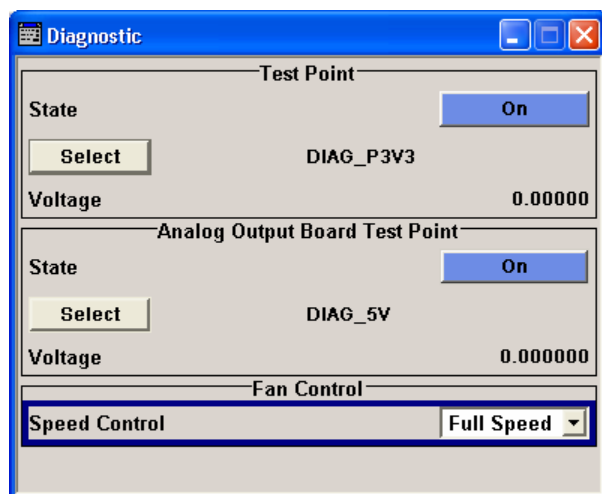 Diagnostic
Test Point
State On
Select DIAG_P3V3
Voltage 0.00000
Analog Output Board Test Point
State On
Select DIAG_5V
Voltage 0.000000
Fan Control
Speed Control Full Speed